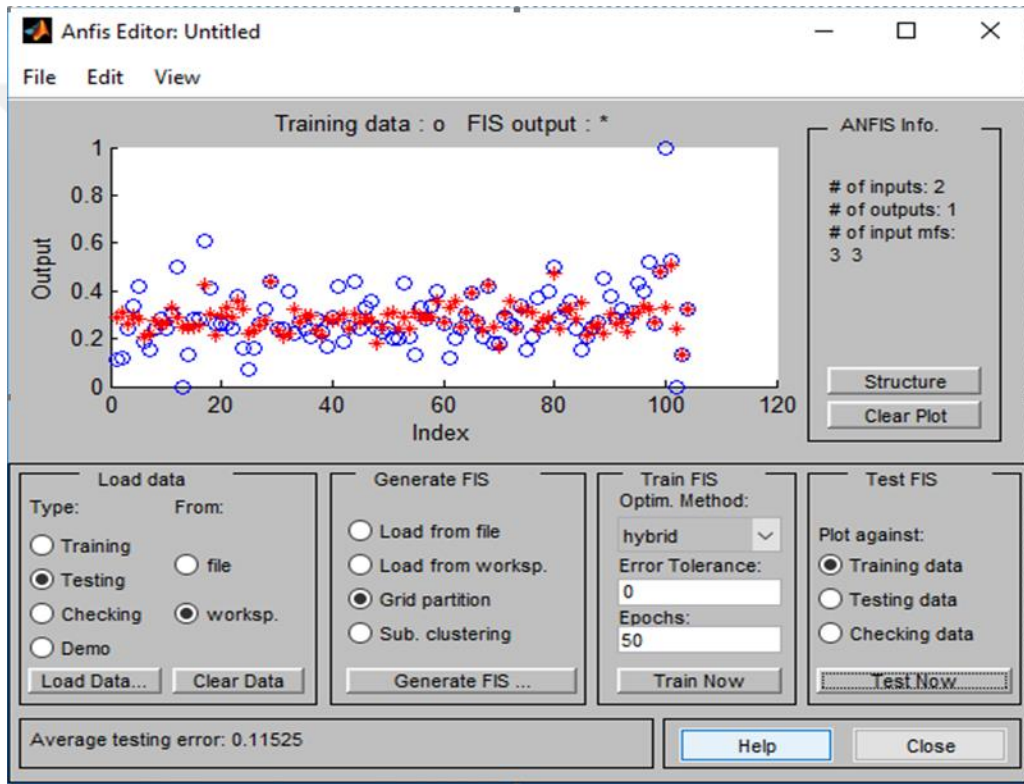 Anfis Editor: Untitled
File Edit View
Training data : o FIS output : *
1
0.8
0.6
0.4
0.2
0
Output
0 20 40 60 80 100 120
Index
ANFIS Info.
# of inputs: 2
# of outputs: 1
# of input mfs:
3 3
Structure
Clear Plot
Load data
Type: From:
Training
Testing
Checking
Demo
file
worksp.
Load Data... Clear Data
Generate FIS
Load from file
Load from worksp.
Grid partition
Sub. clustering
Generate FIS ...
Train FIS
Optim. Method:
hybrid
Error Tolerance:
0
Epochs:
50
Train Now
Test FIS
Plot against:
Training data
Testing data
Checking data
Test Now
Average testing error: 0.11525
Help Close